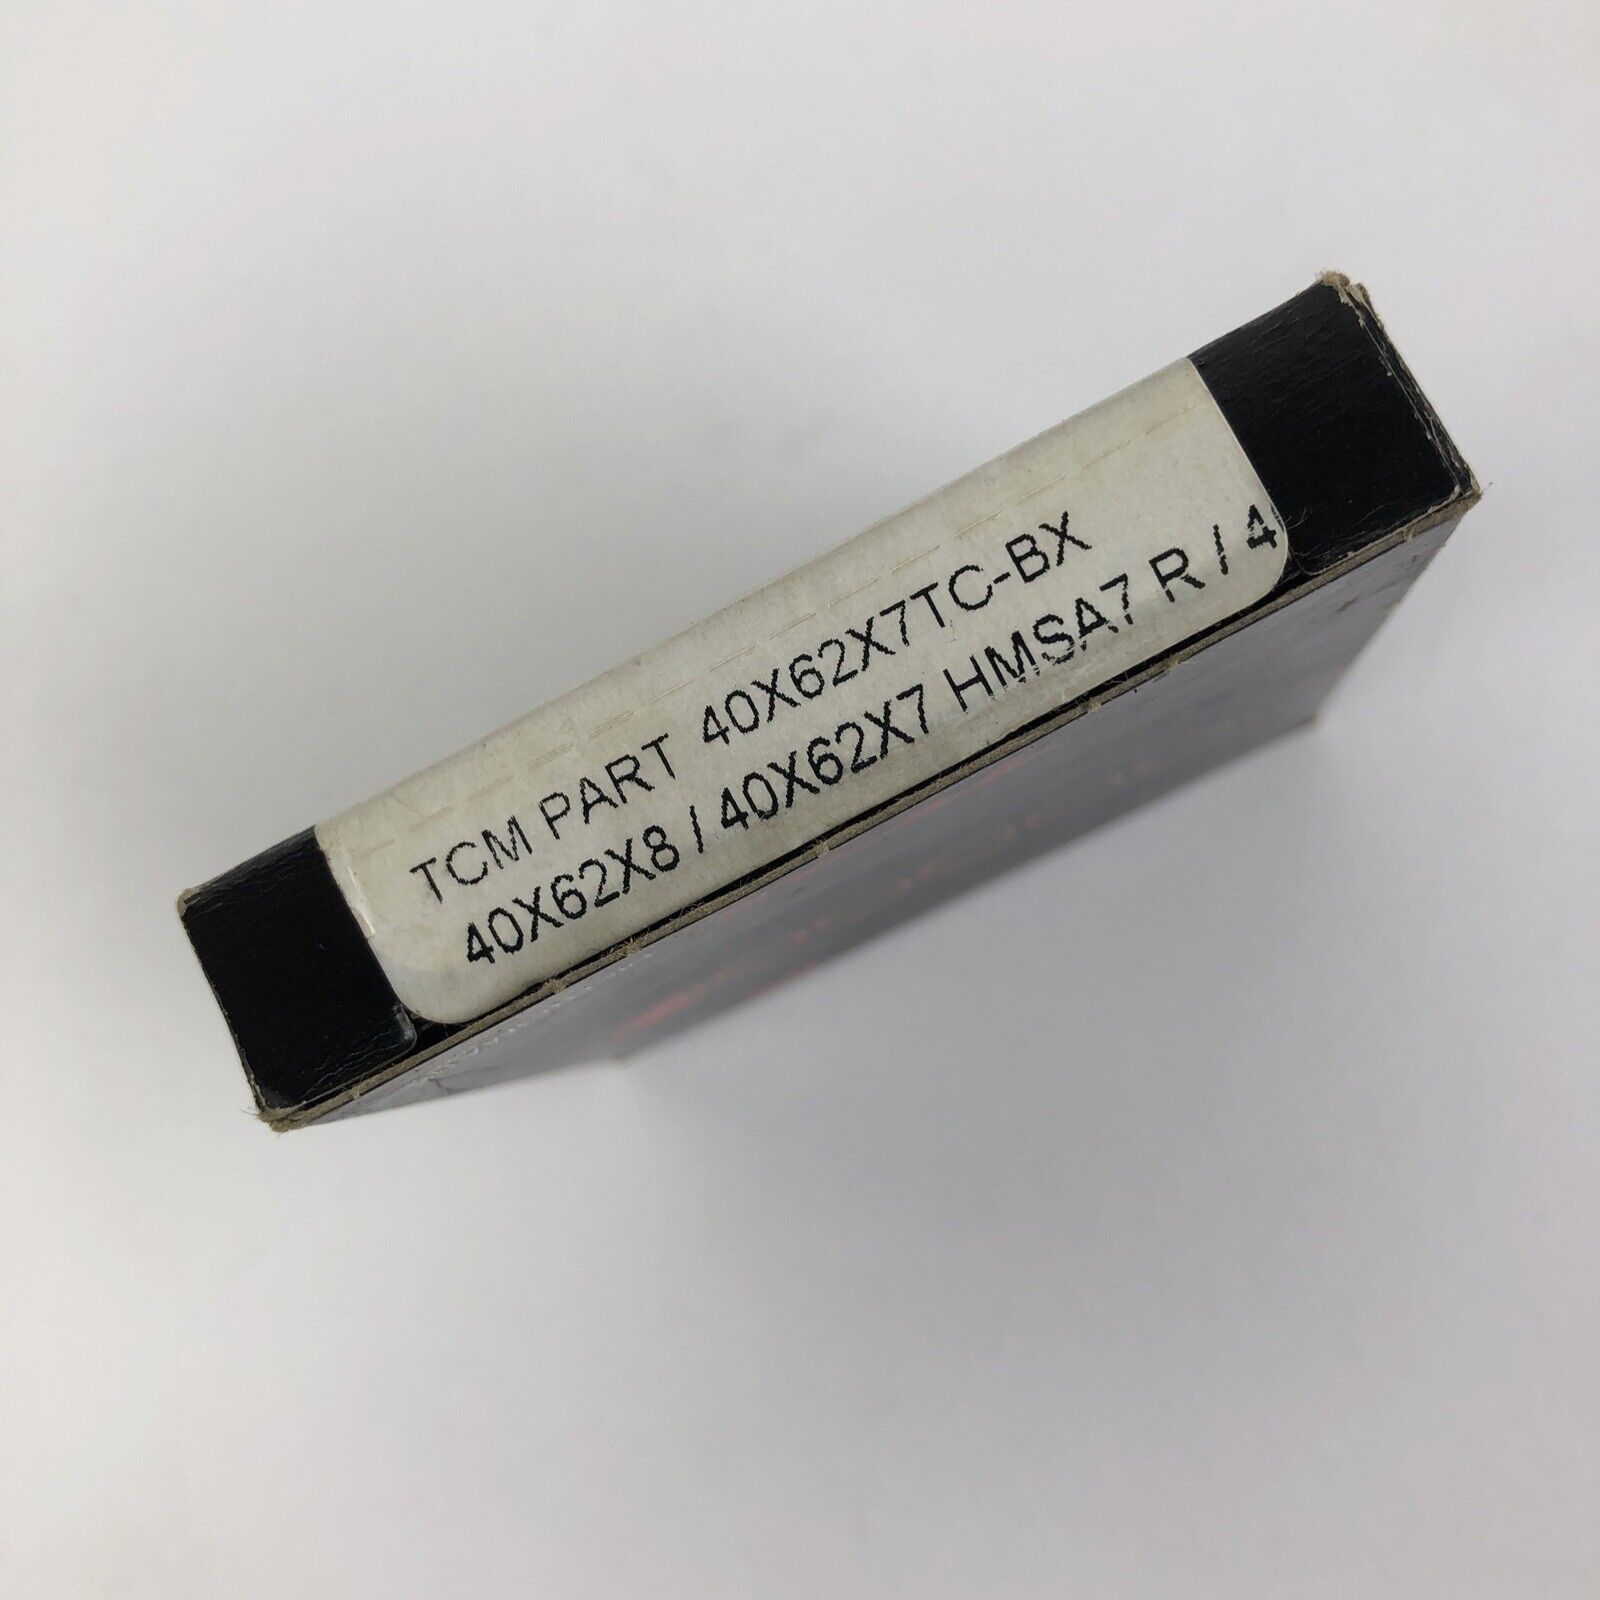 TCM PART 40X62X7TC-BX
40X62X8 / 40X62X7 HMSA7 R / 4